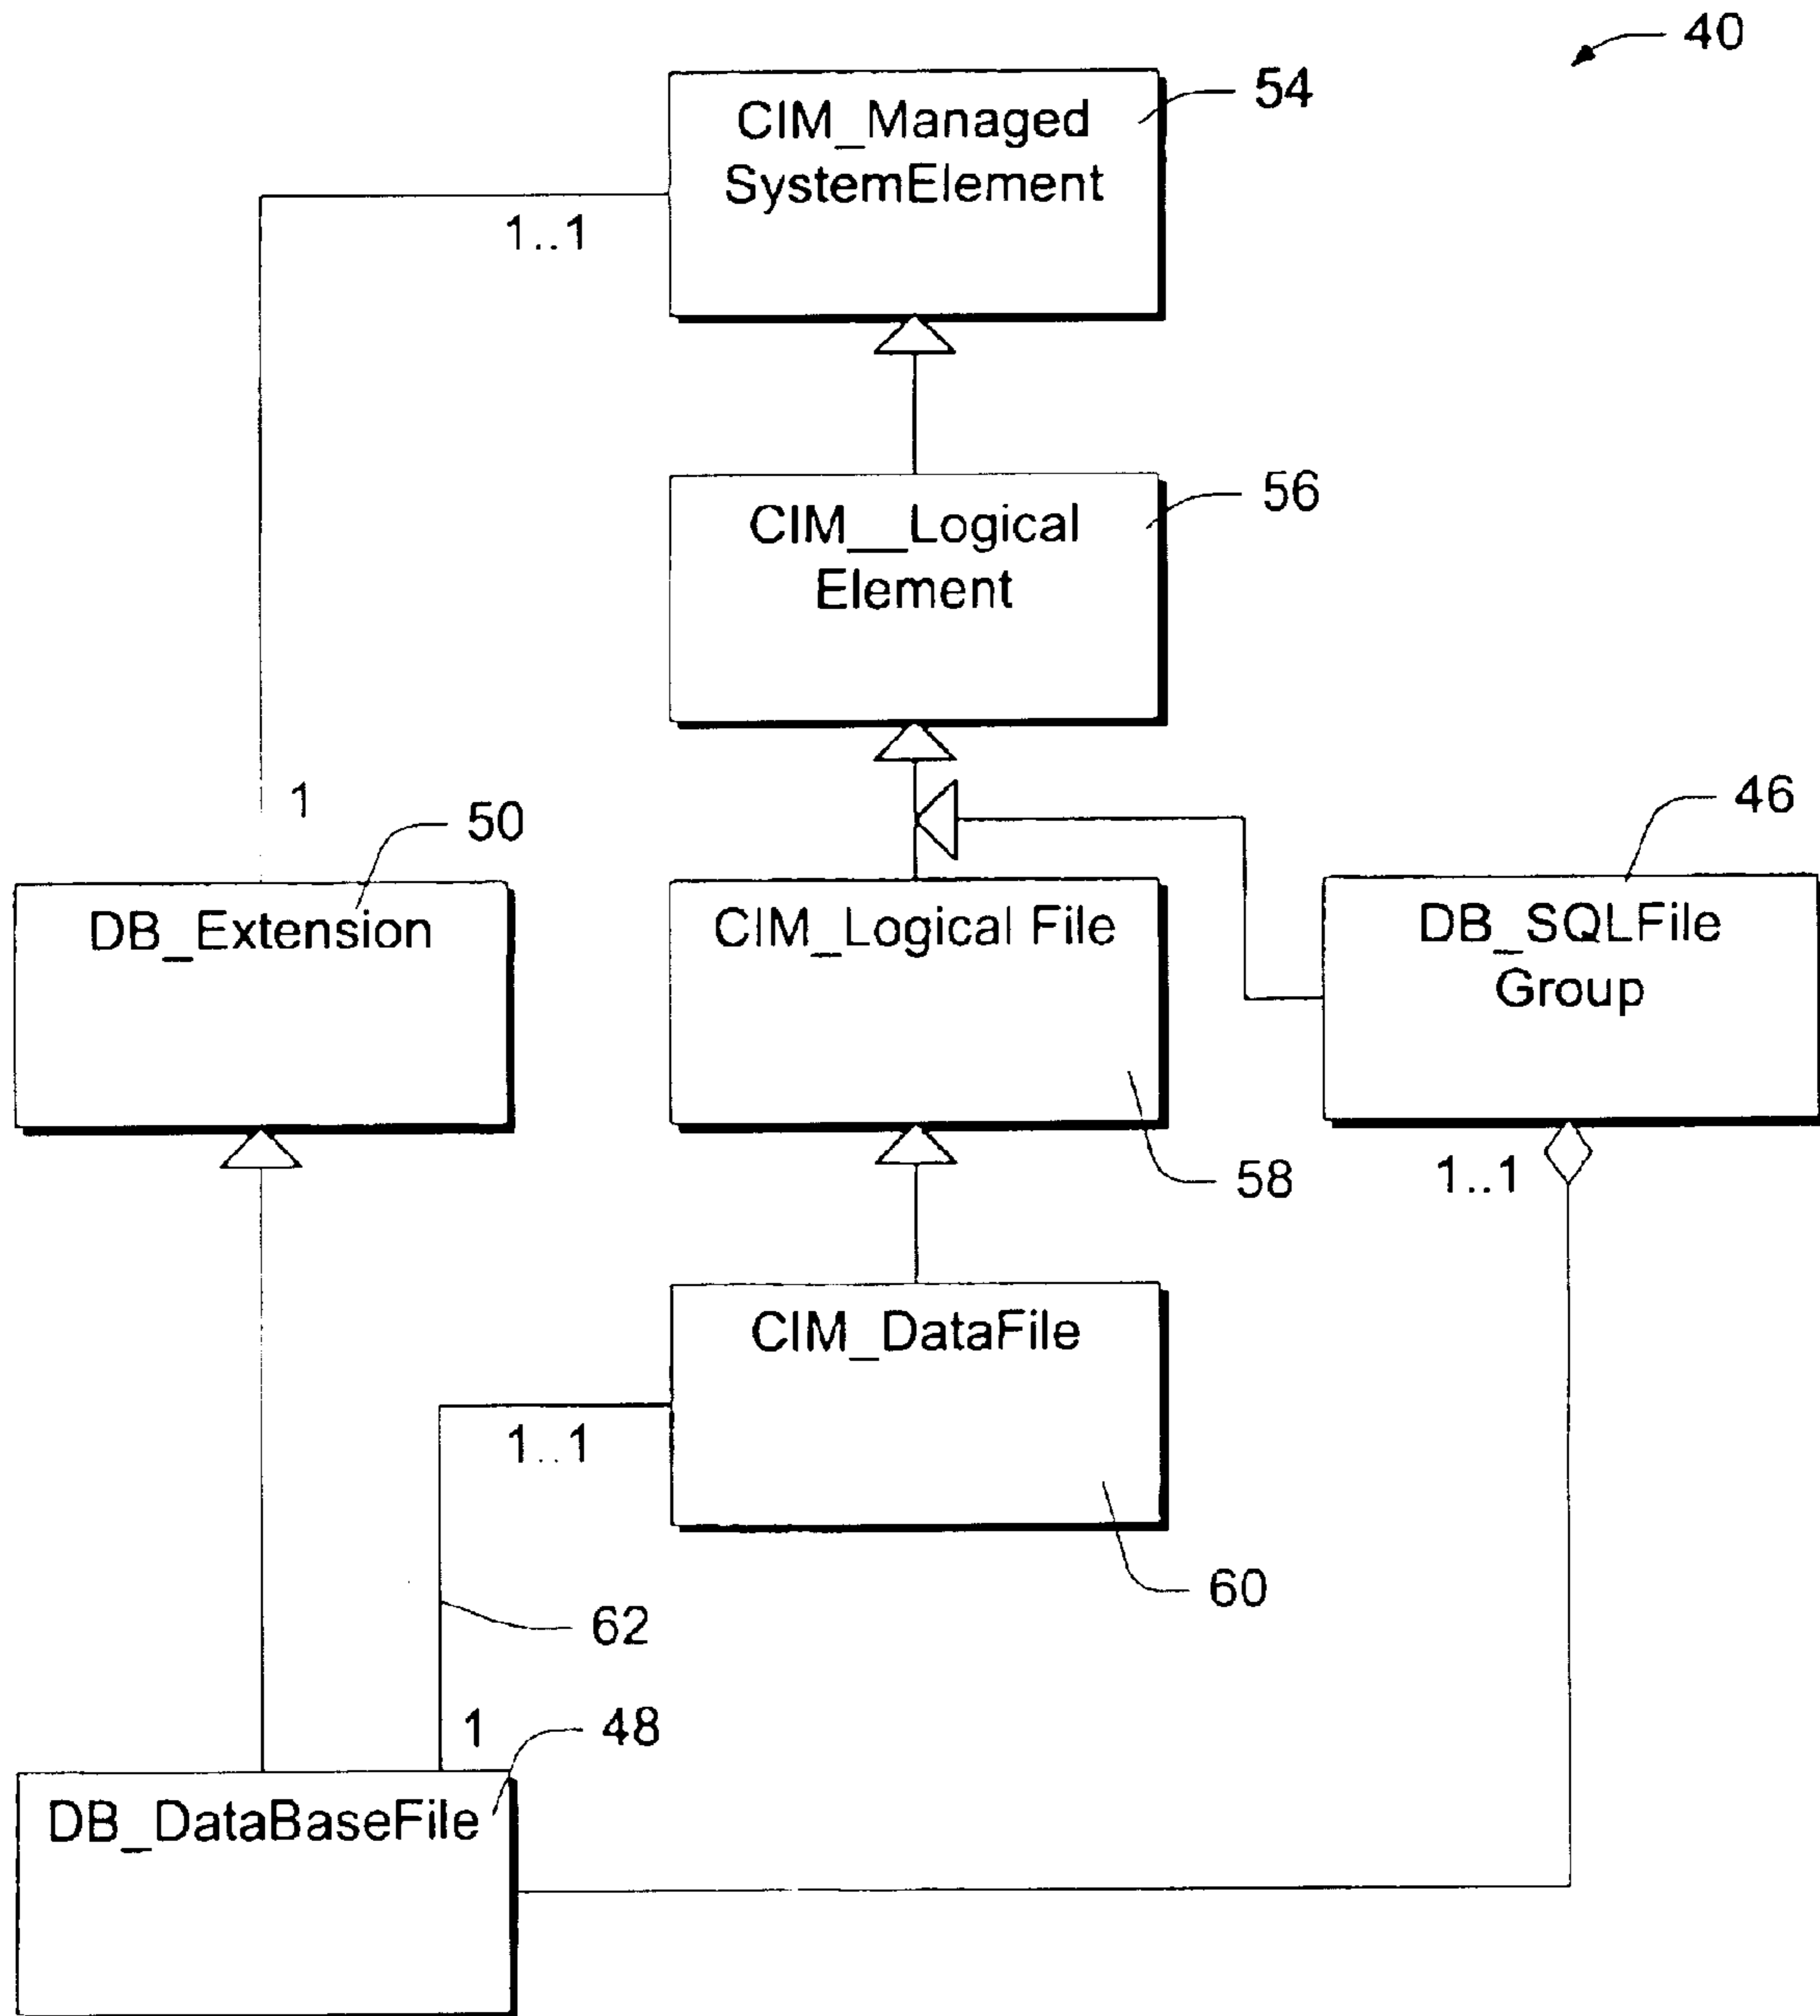 40
54
CIM_Managed
SystemElement
1..1
56
CIM__Logical
Element
1
50
46
DB_Extension
CIM_Logical File
DB_SQLFile
Group
58
1..1
CIM_DataFile
1..1
60
62
1
48
DB_DataBaseFile